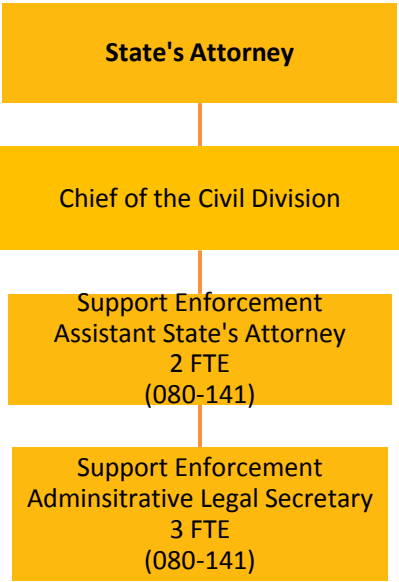 State's Attorney
Chief of the Civil Division
Support Enforcement
Assistant State's Attorney
2 FTE
(080-141)
Support Enforcement
Adminsitrative Legal Secretary
3 FTE
(080-141)